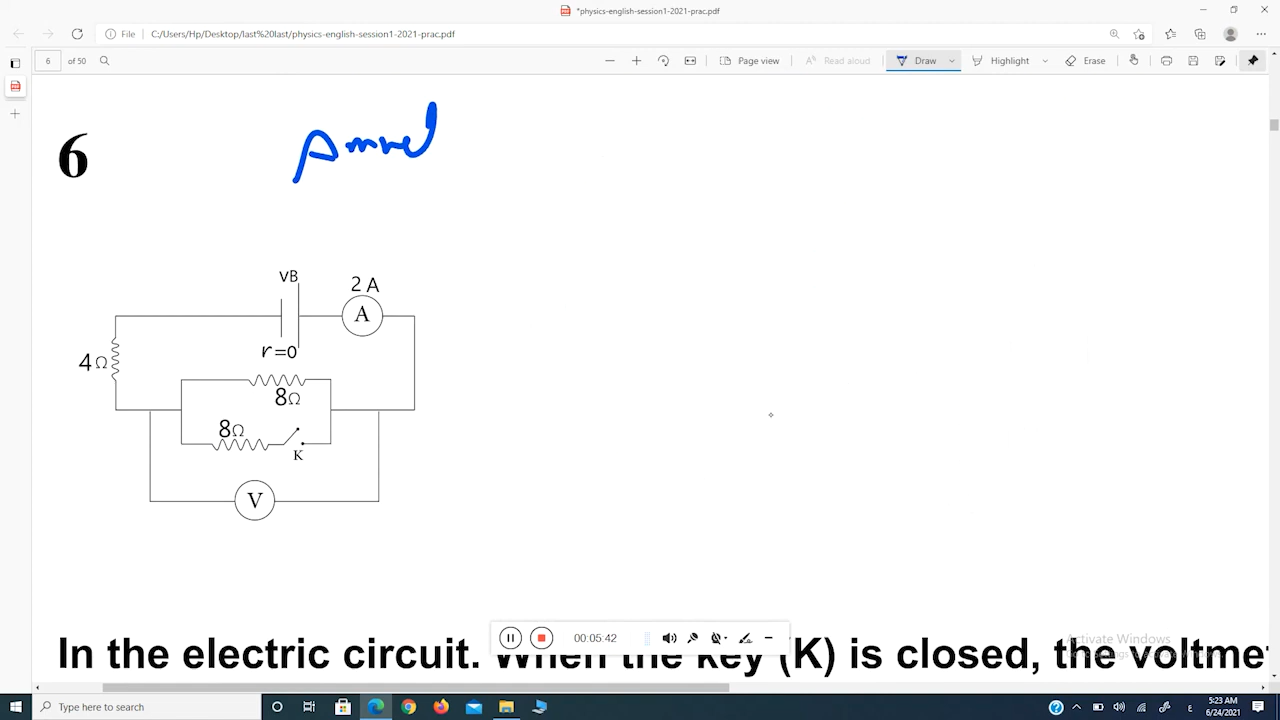 *physics-english-session1-2021-prac.pdf
File C:/Users/Hp/Desktop/last%20last/physics-english-session1-2021-prac.pdf
6 of 50 Page view Read aloud Draw Highlight Erase
6
VB
2 A
A
r=0
4Ω
8Ω
8Ω
K
V
00:05:42
In the electric circuit. When the key (K) is closed, the voltme
Activate Windows
Type here to search
5:23 AM
6/24/2021